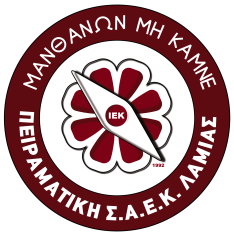 ΜΑΝΘΑΝΩΝ ΜΗ ΚΑΜΝΕ
ΙΕΚ
1992
ΠΕΙΡΑΜΑΤΙΚΗ Σ.Α.Ε.Κ. ΛΑΜΙΑΣ